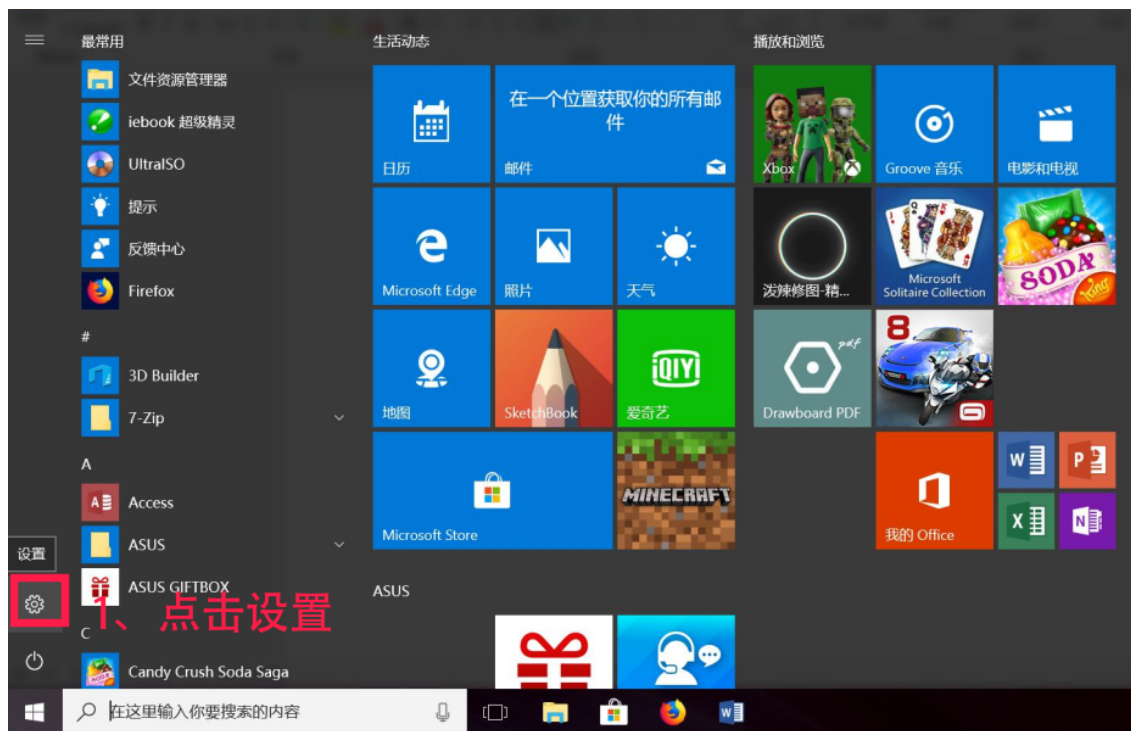 最常用
文件资源管理器
iebook 超级精灵
UltraISO
提示
反馈中心
Firefox
#
3D Builder
7-Zip
A
Access
ASUS
ASUS GIFTBOX
C
Candy Crush Soda Saga
设置
1、点击设置
生活动态
日历
在一个位置获取你的所有邮
件
邮件
Microsoft Edge
照片
天气
地图
SketchBook
iQIYI
爱奇艺
Microsoft Store
MINECRAFT
ASUS
播放和浏览
Xbox
Groove 音乐
电影和电视
泼辣修图-精...
Microsoft
Solitaire Collection
SODA
King
pdf
Drawboard PDF
8
我的 Office
在这里输入你要搜索的内容